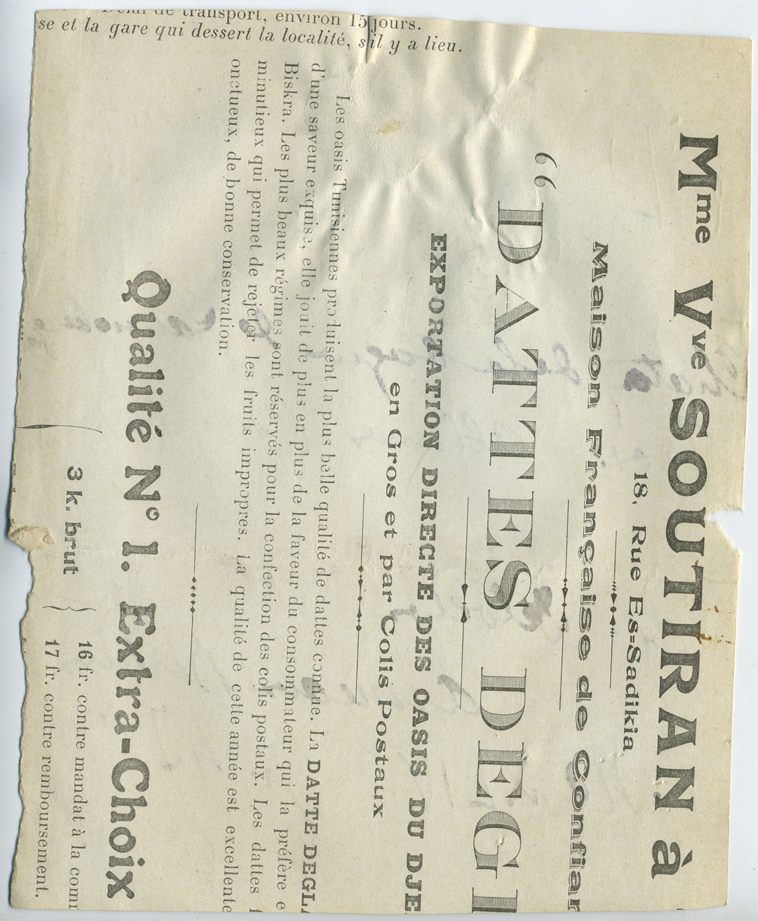 Délai de transport, environ 15 jours.
se et la gare qui dessert la localité, s'il y a lieu.
Mme Vve SOUTIRAN à
18, Rue Es=Sadikia
Maison Française de Confian
“DATTES DEGL
EXPORTATION DIRECTE DES OASIS DU DJE
en Gros et par Colis Postaux
Les oasis Tunisiennes produisent la plus belle qualité de dattes connue. La DATTE DEGLA
d'une saveur exquise, elle jouit de plus en plus de la faveur du consommateur qui la préfère
Biskra. Les plus beaux régimes sont réservés pour la confection des colis postaux. Les dattes
minutieux qui permet de rejeter les fruits impropres. La qualité de cette année est excellente
onctueux, de bonne conservation.
Qualité N° 1. Extra-Choix
3 k. brut
16 fr. contre mandat à la comm
17 fr. contre remboursement.